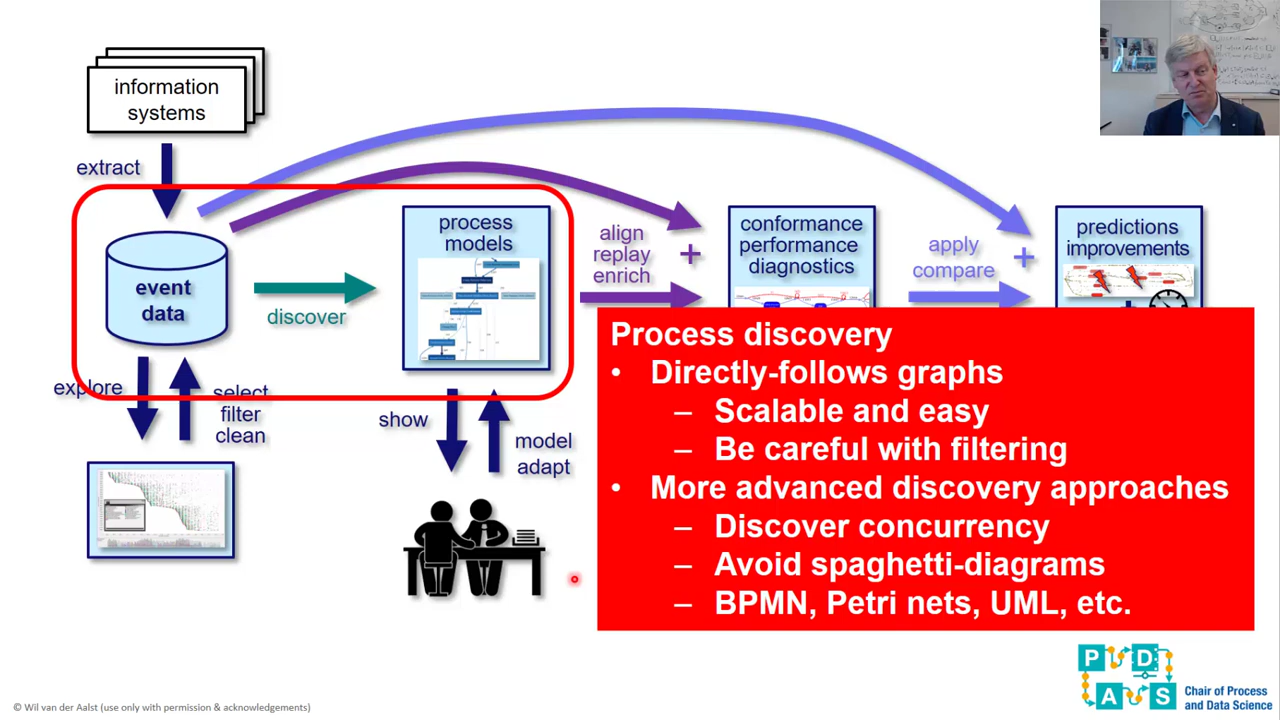 information
systems
extract
event
data
discover
process
models
align
replay
enrich
+
conformance
performance
diagnostics
apply
compare
+
predictions
improvements
explore
select
filter
clean
show
model
adapt
Process discovery
• Directly-follows graphs
– Scalable and easy
– Be careful with filtering
• More advanced discovery approaches
– Discover concurrency
– Avoid spaghetti-diagrams
– BPMN, Petri nets, UML, etc.
P D
A S
Chair of Process
and Data Science
© Wil van der Aalst (use only with permission & acknowledgements)